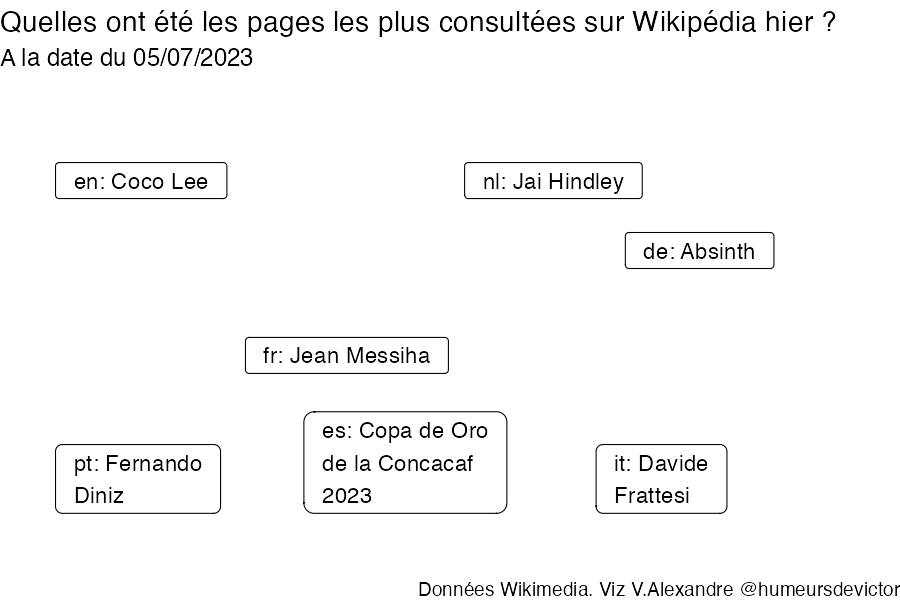 Quelles ont été les pages les plus consultées sur Wikipédia hier ?
A la date du 05/07/2023
en: Coco Lee
nl: Jai Hindley
de: Absinth
fr: Jean Messiha
es: Copa de Oro
de la Concacaf
2023
pt: Fernando
Diniz
it: Davide
Frattesi
Données Wikimedia. Viz V.Alexandre @humeursdevictor